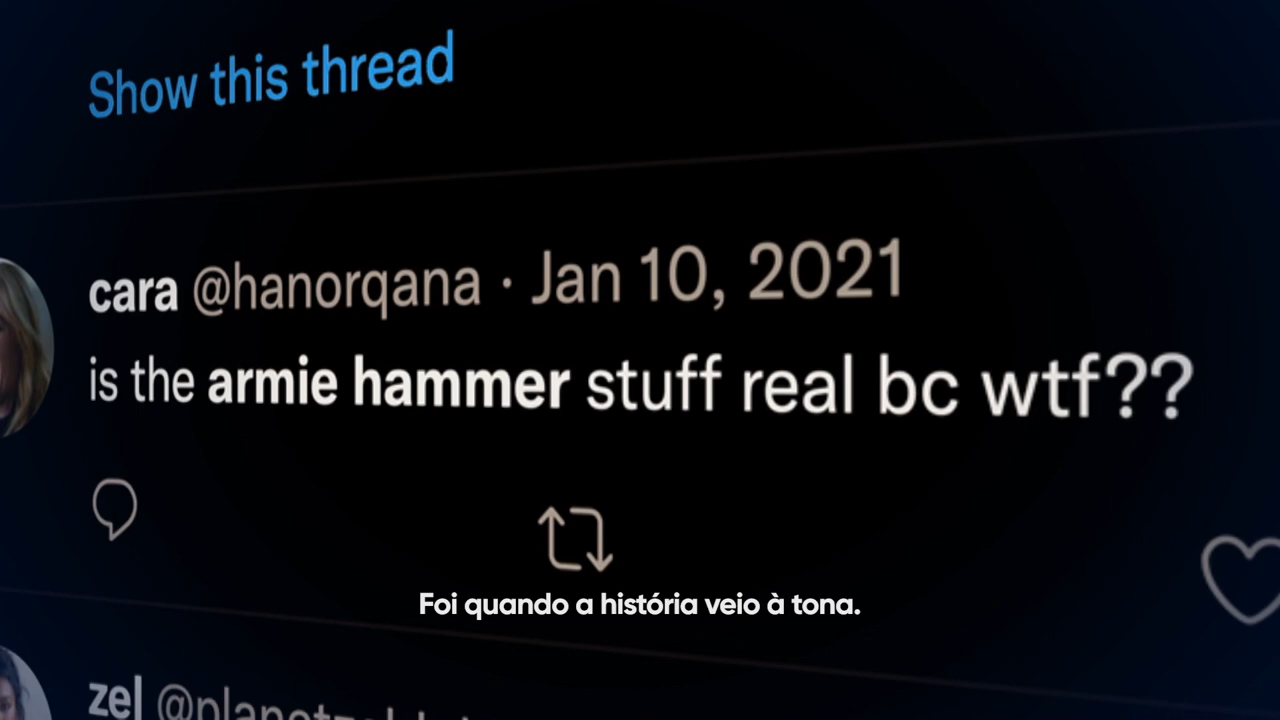 Show this thread
cara @hanorqana · Jan 10, 2021
is the armie hammer stuff real bc wtf??
Foi quando a história veio à tona.
zel